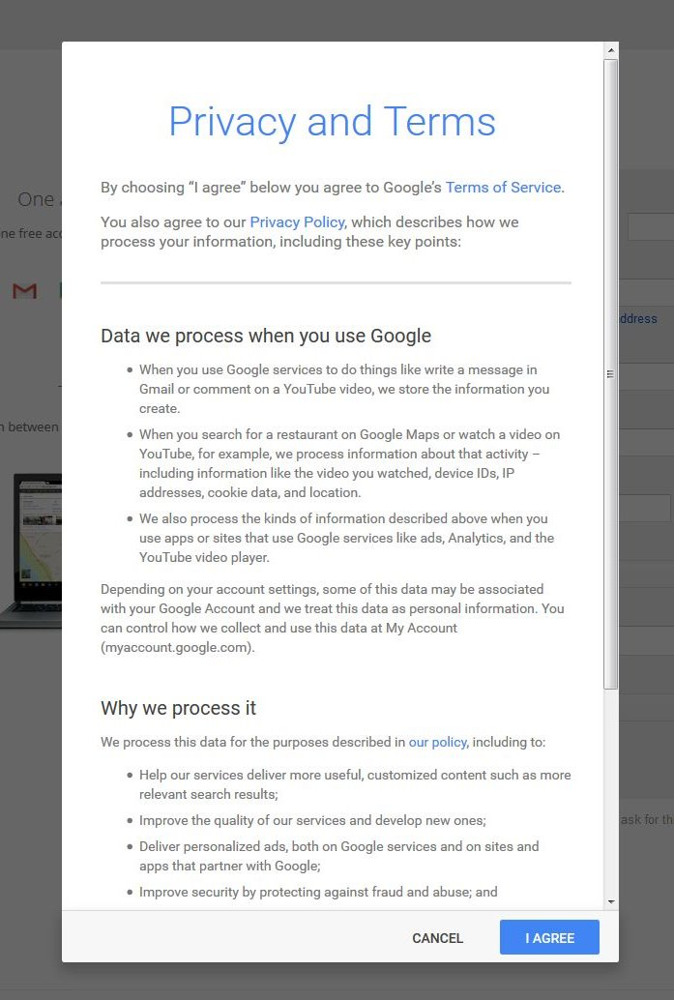 Privacy and Terms
By choosing “I agree” below you agree to Google’s Terms of Service.
You also agree to our Privacy Policy, which describes how we
process your information, including these key points:
Data we process when you use Google
• When you use Google services to do things like write a message in
Gmail or comment on a YouTube video, we store the information you
create.
• When you search for a restaurant on Google Maps or watch a video on
YouTube, for example, we process information about that activity –
including information like the video you watched, device IDs, IP
addresses, cookie data, and location.
• We also process the kinds of information described above when you
use apps or sites that use Google services like ads, Analytics, and the
YouTube video player.
Depending on your account settings, some of this data may be associated
with your Google Account and we treat this data as personal information. You
can control how we collect and use this data at My Account
(myaccount.google.com).
Why we process it
We process this data for the purposes described in our policy, including to:
• Help our services deliver more useful, customized content such as more
relevant search results;
• Improve the quality of our services and develop new ones;
• Deliver personalized ads, both on Google services and on sites and
apps that partner with Google;
• Improve security by protecting against fraud and abuse; and
CANCEL
I AGREE
One
ne free acc
n between
ddress
ask for th